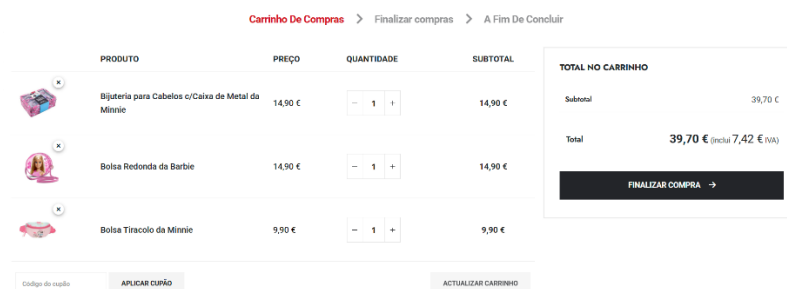 Carrinho De Compras > Finalizar compras > A Fim De Concluir
PRODUTO PREÇO QUANTIDADE SUBTOTAL
Bijuteria para Cabelos c/Caixa de Metal da
Minnie
14,90 € − 1 + 14,90 €
Bolsa Redonda da Barbie 14,90 € − 1 + 14,90 €
Bolsa Tiracolo da Minnie 9,90 € − 1 + 9,90 €
Código do cupão APLICAR CUPÃO ACTUALIZAR CARRINHO
TOTAL NO CARRINHO
Subtotal 39,70 €
Total 39,70 € (inclui 7,42 € IVA)
FINALIZAR COMPRA →